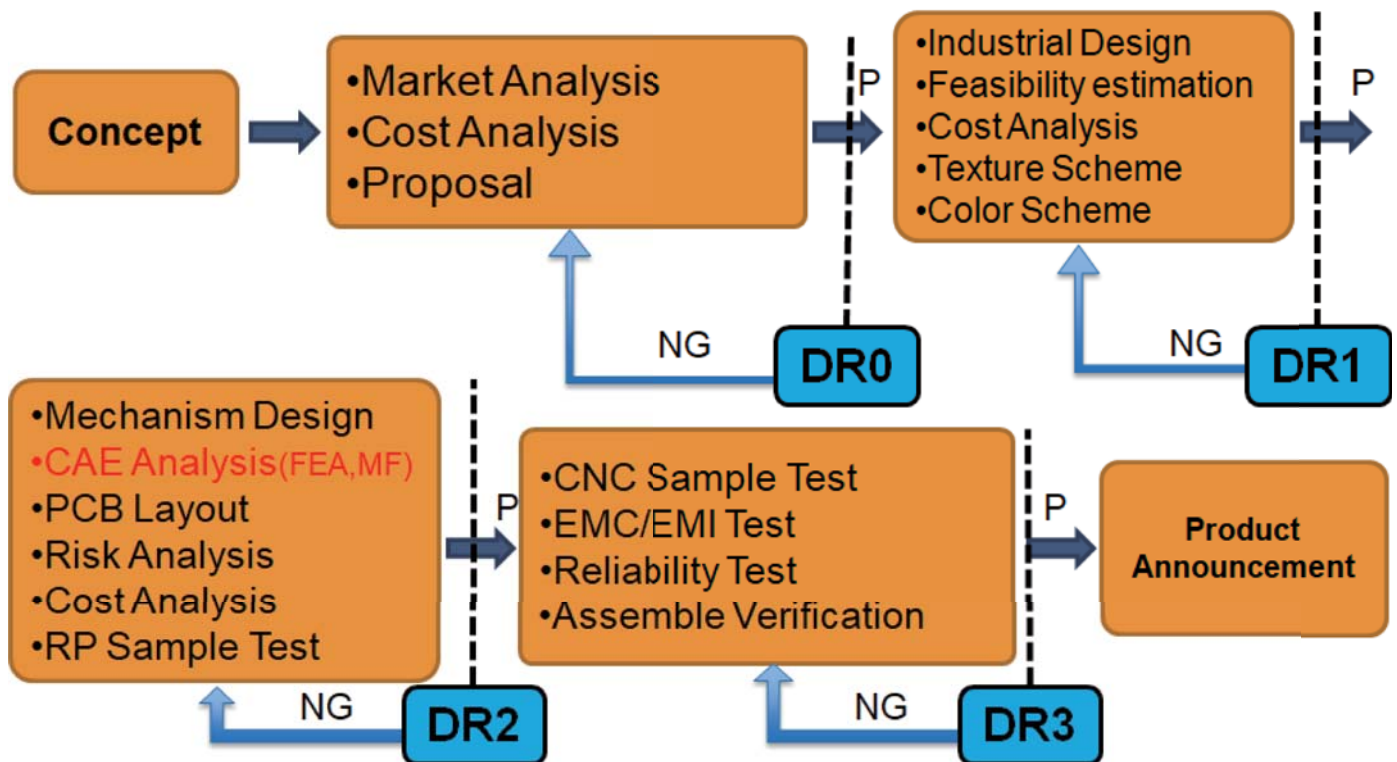 Concept
•Market Analysis
•Cost Analysis
•Proposal
P
•Industrial Design
•Feasibility estimation
•Cost Analysis
•Texture Scheme
•Color Scheme
P
NG
DR0
NG
DR1
•Mechanism Design
•CAE Analysis(FEA,MF)
•PCB Layout
•Risk Analysis
•Cost Analysis
•RP Sample Test
P
•CNC Sample Test
•EMC/EMI Test
•Reliability Test
•Assemble Verification
P
Product
Announcement
NG
DR2
NG
DR3